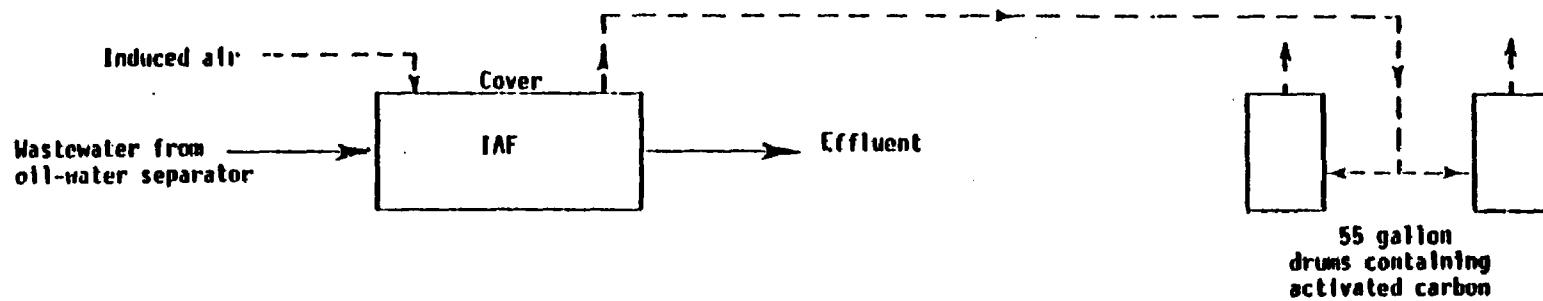 Induced air
Cover
IAF
Wastewater from
oil-water separator
Effluent
55 gallon
drums containing
activated carbon